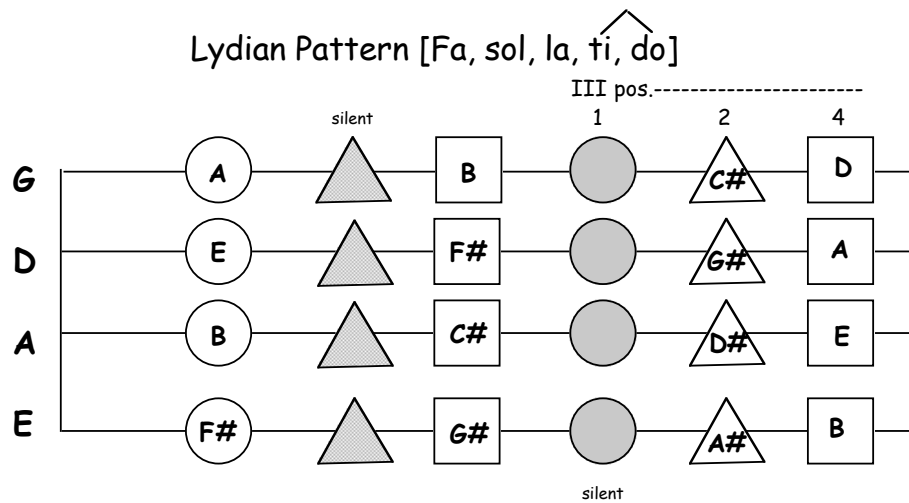 Lydian Pattern [Fa, sol, la, ti, do]
III pos.--------------------
silent 1 2 4
G A B C# D
D E F# G# A
A B C# D# E
E F# G# A# B
silent